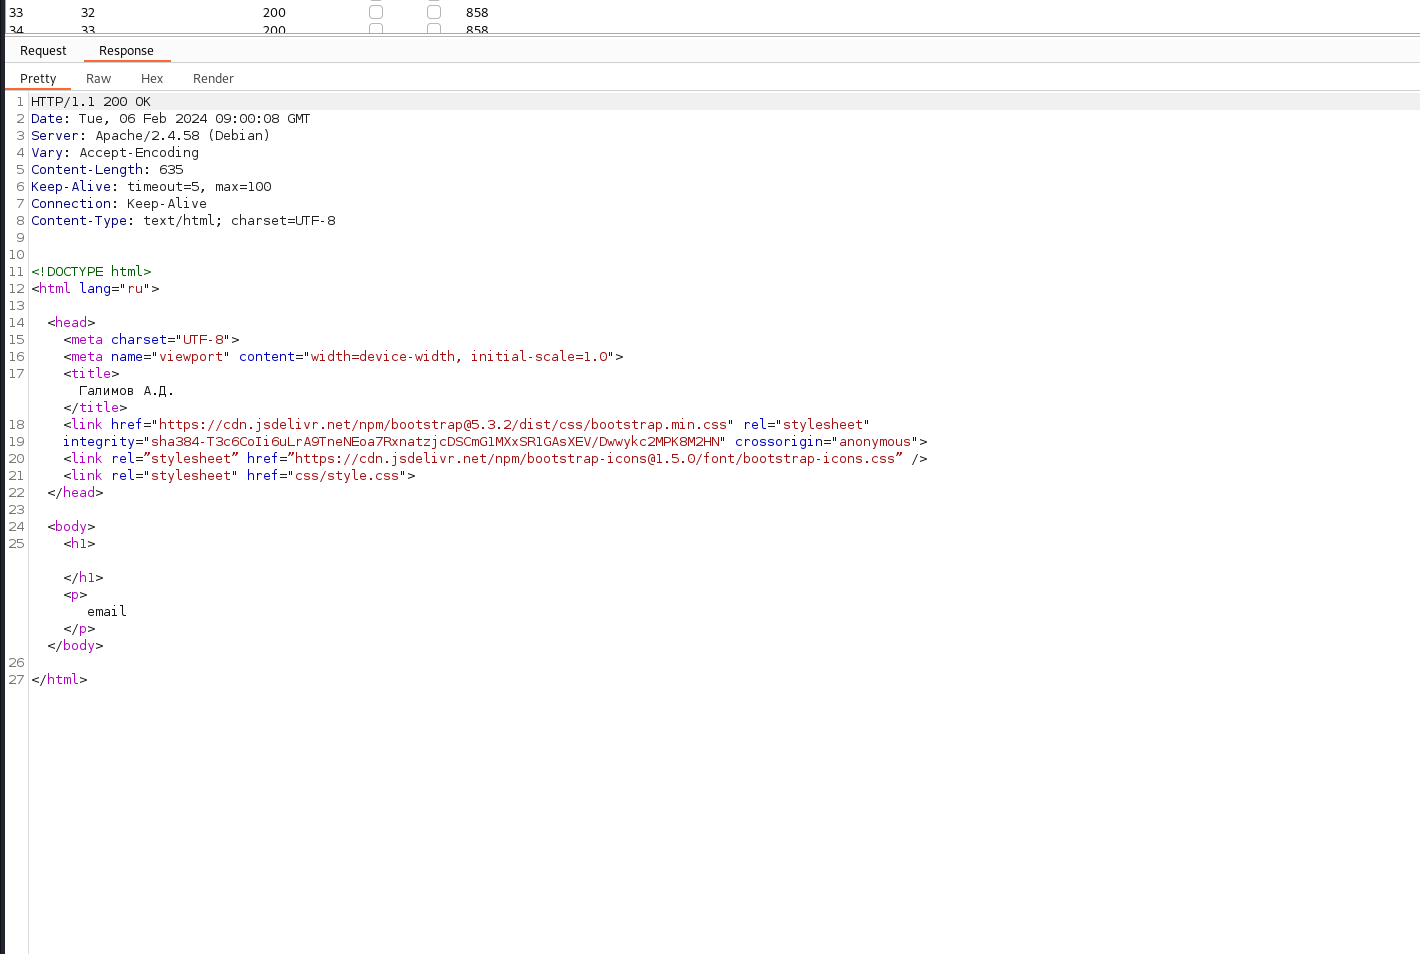 33 32 200 858
34 33 200 858
Request Response
Pretty Raw Hex Render
1 HTTP/1.1 200 OK
2 Date: Tue, 06 Feb 2024 09:00:08 GMT
3 Server: Apache/2.4.58 (Debian)
4 Vary: Accept-Encoding
5 Content-Length: 635
6 Keep-Alive: timeout=5, max=100
7 Connection: Keep-Alive
8 Content-Type: text/html; charset=UTF-8
9
10
11 <!DOCTYPE html>
12 <html lang="ru">
13
14 <head>
15 <meta charset="UTF-8">
16 <meta name="viewport" content="width=device-width, initial-scale=1.0">
17 <title>
Галимов А.Д.
</title>
18 <link href="https://cdn.jsdelivr.net/npm/bootstrap@5.3.2/dist/css/bootstrap.min.css" rel="stylesheet"
19 integrity="sha384-T3c6CoIi6uLrA9TneNEoa7RxnatzjcDSCmG1MXxSR1GAsXEV/Dwwykc2MPK8M2HN" crossorigin="anonymous">
20 <link rel=”stylesheet” href=”https://cdn.jsdelivr.net/npm/bootstrap-icons@1.5.0/font/bootstrap-icons.css” />
21 <link rel="stylesheet" href="css/style.css">
22 </head>
23
24 <body>
25 <h1>
</h1>
<p>
email
</p>
</body>
26
27 </html>